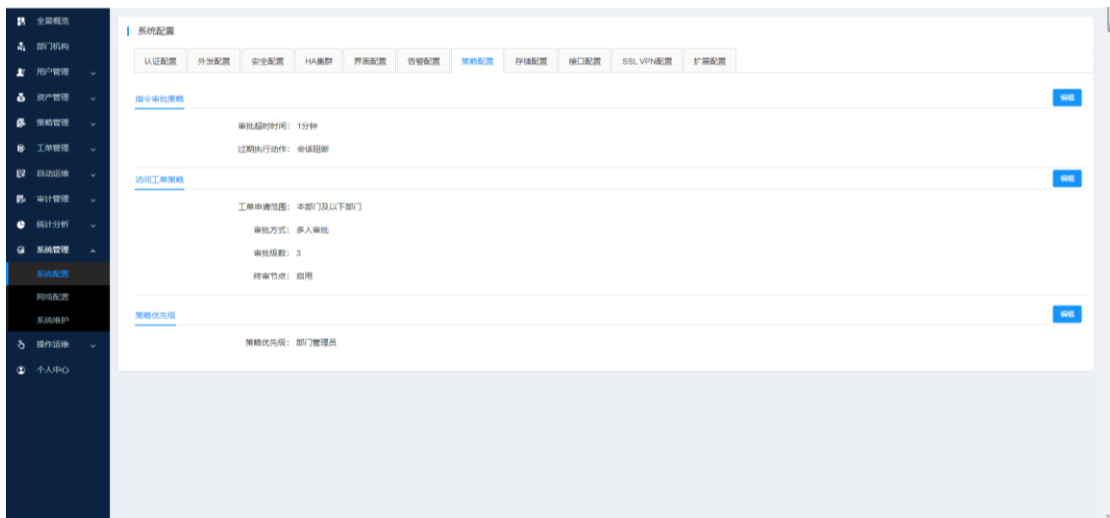 全景概览
部门机构
用户管理
资产管理
策略管理
工单管理
自动运维
审计管理
统计分析
系统管理
系统配置
网络配置
系统维护
操作运维
个人中心
系统配置
认证配置 外发配置 安全配置 HA集群 界面配置 告警配置 策略配置 存储配置 接口配置 SSL VPN配置 扩展配置
指令审批策略 编辑
审批超时时间: 1分钟
过期执行动作: 会话阻断
访问工单策略 编辑
工单申请范围: 本部门及以下部门
审批方式: 多人审批
审批级数: 3
终审节点: 启用
策略优先级 编辑
策略优先级: 部门管理员